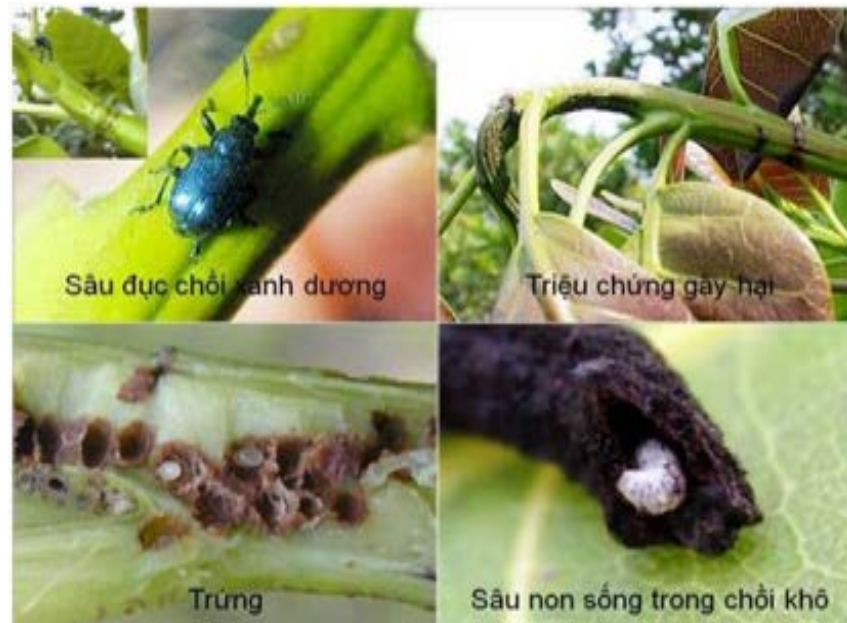 Sâu đục chồi xanh dương
Triệu chứng gây hại
Trứng
Sâu non sống trong chồi khô